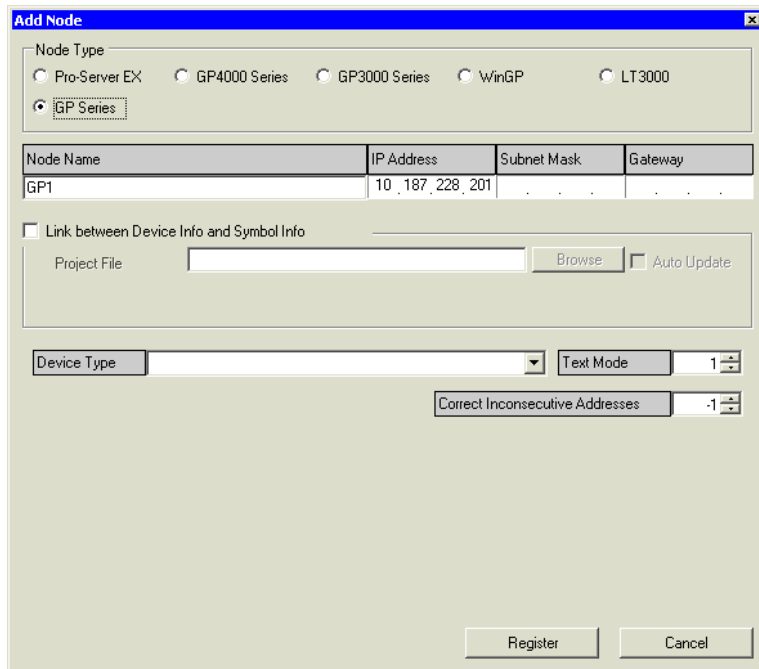 Add Node
Node Type
Pro-Server EX GP4000 Series GP3000 Series WinGP LT3000
GP Series
Node Name IP Address Subnet Mask Gateway
GP1 10 .187 .228 .201 . . . . . .
Link between Device Info and Symbol Info
Project File Browse Auto Update
Device Type Text Mode 1
Correct Inconsecutive Addresses -1
Register Cancel